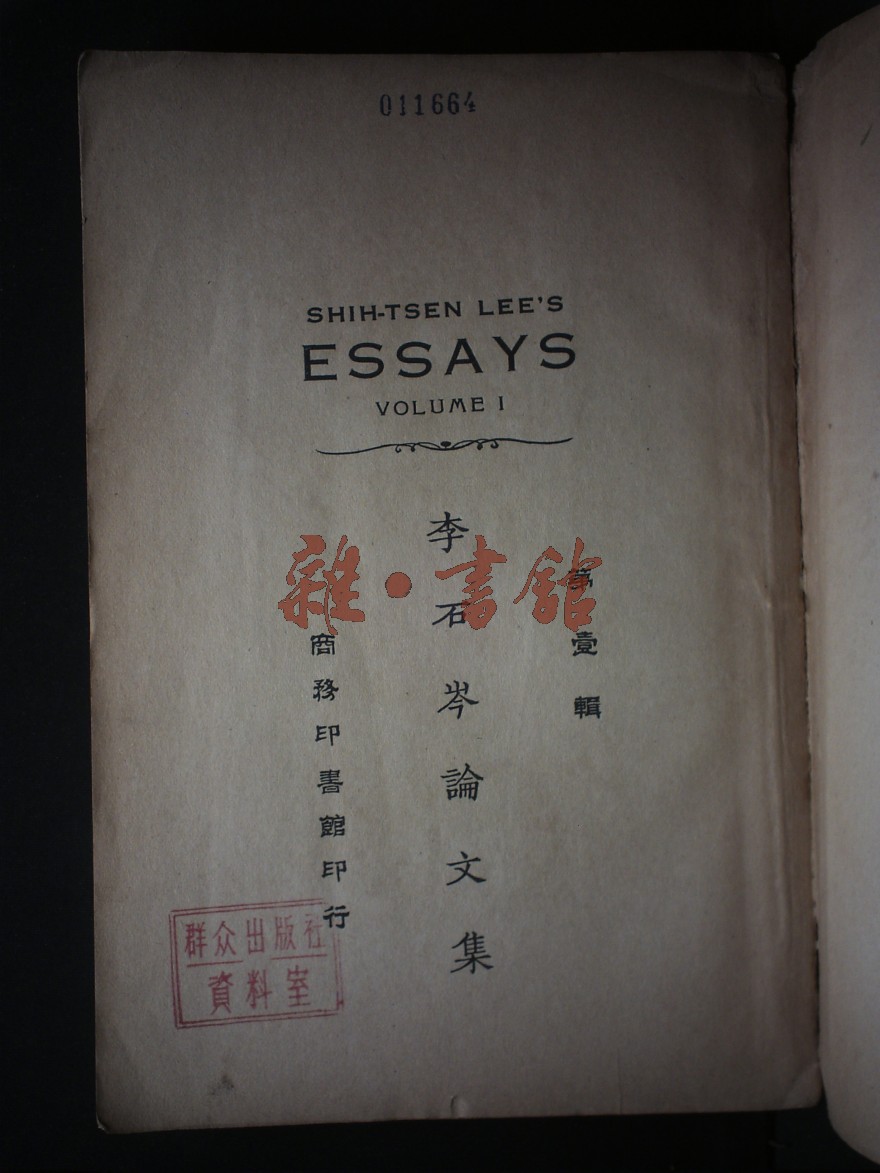 011664
SHIH-TSEN LEE'S
ESSAYS
VOLUME I
第壹輯
李石岑論文集
商務印書館印行
雜·書館
群众出版社
資料室